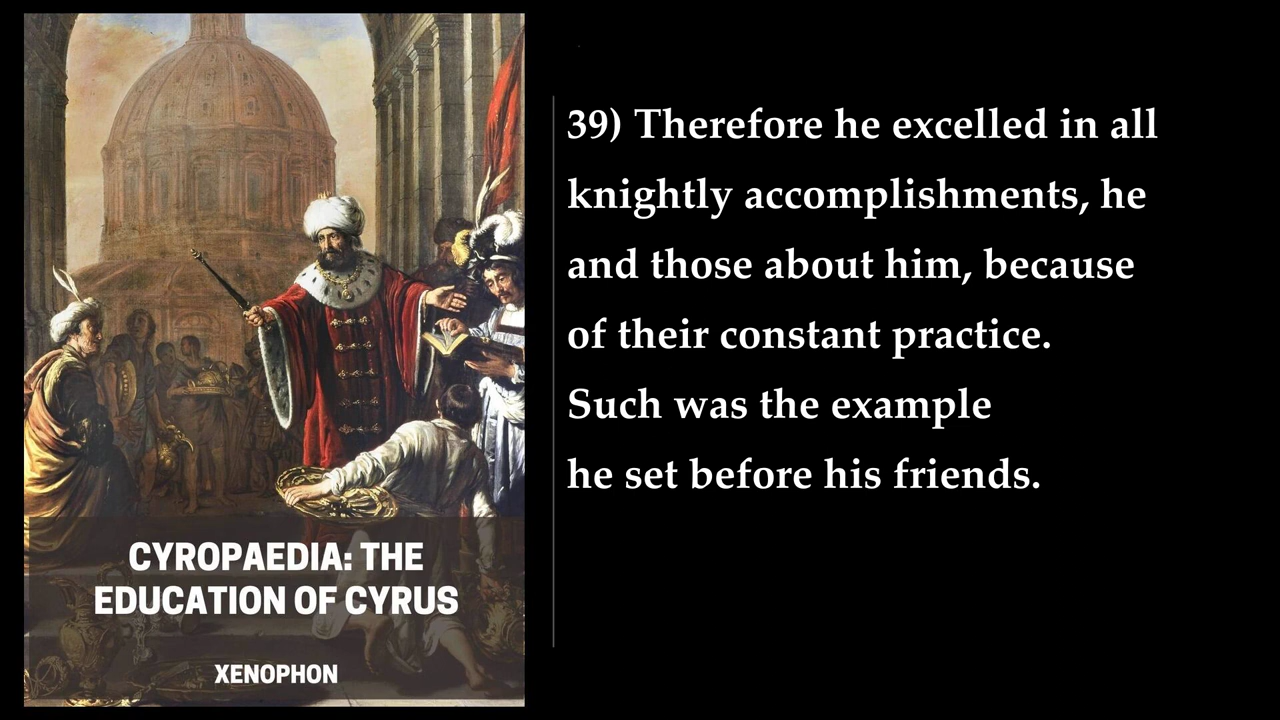 CYROPAEDIA: THE
EDUCATION OF CYRUS
XENOPHON
39) Therefore he excelled in all
knightly accomplishments, he
and those about him, because
of their constant practice.
Such was the example
he set before his friends.